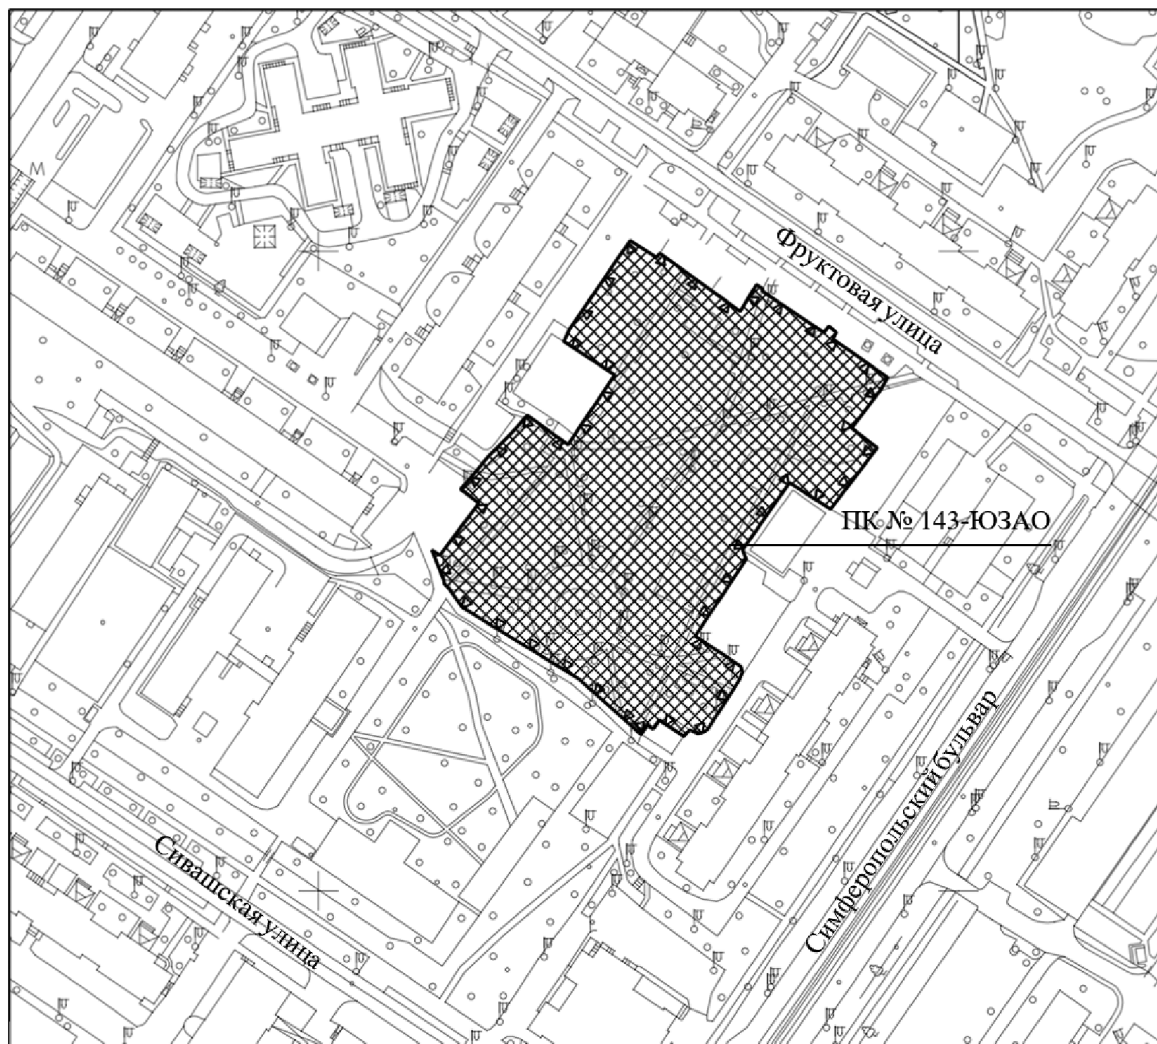 М
Фруктовая улица
ПК № 143-ЮЗАО
Симферопольский бульвар
Сивашская улица